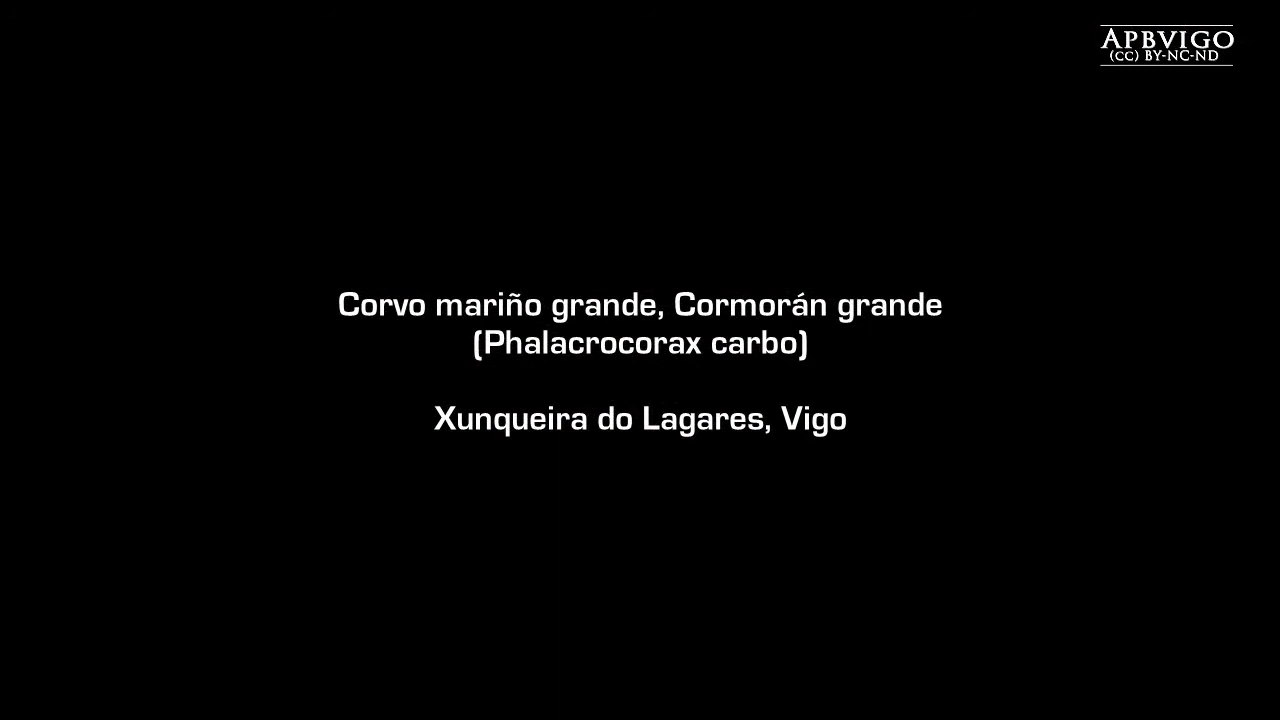 APBVIGO
(CC) BY-NC-ND
Corvo mariño grande, Cormorán grande
(Phalacrocorax carbo)
Xunqueira do Lagares, Vigo